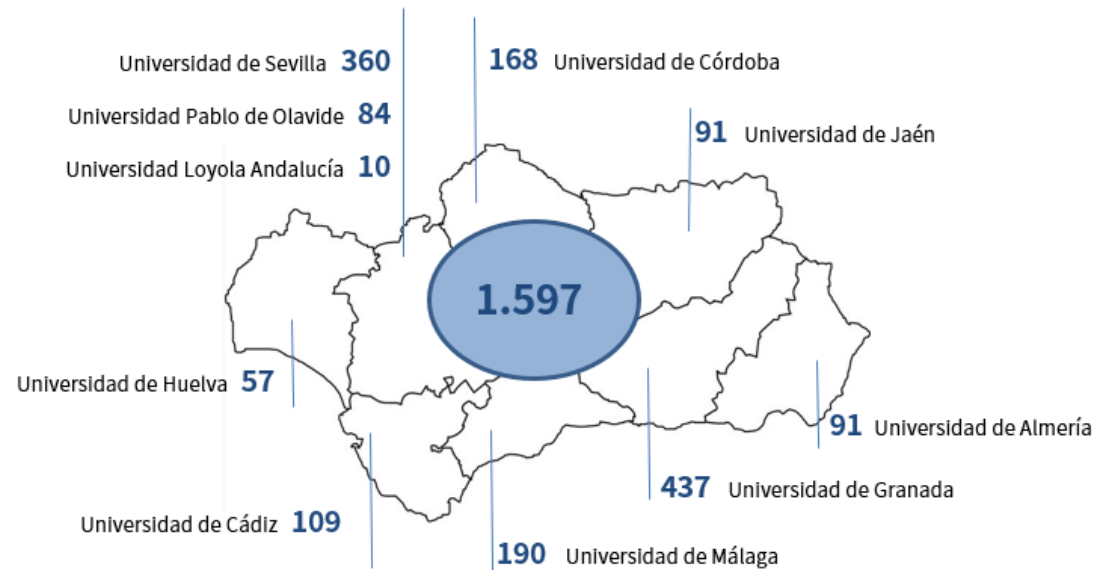 Universidad de Sevilla 360
168 Universidad de Córdoba
Universidad Pablo de Olavide 84
91 Universidad de Jaén
Universidad Loyola Andalucía 10
1.597
Universidad de Huelva 57
91 Universidad de Almería
437 Universidad de Granada
Universidad de Cádiz 109
190 Universidad de Málaga